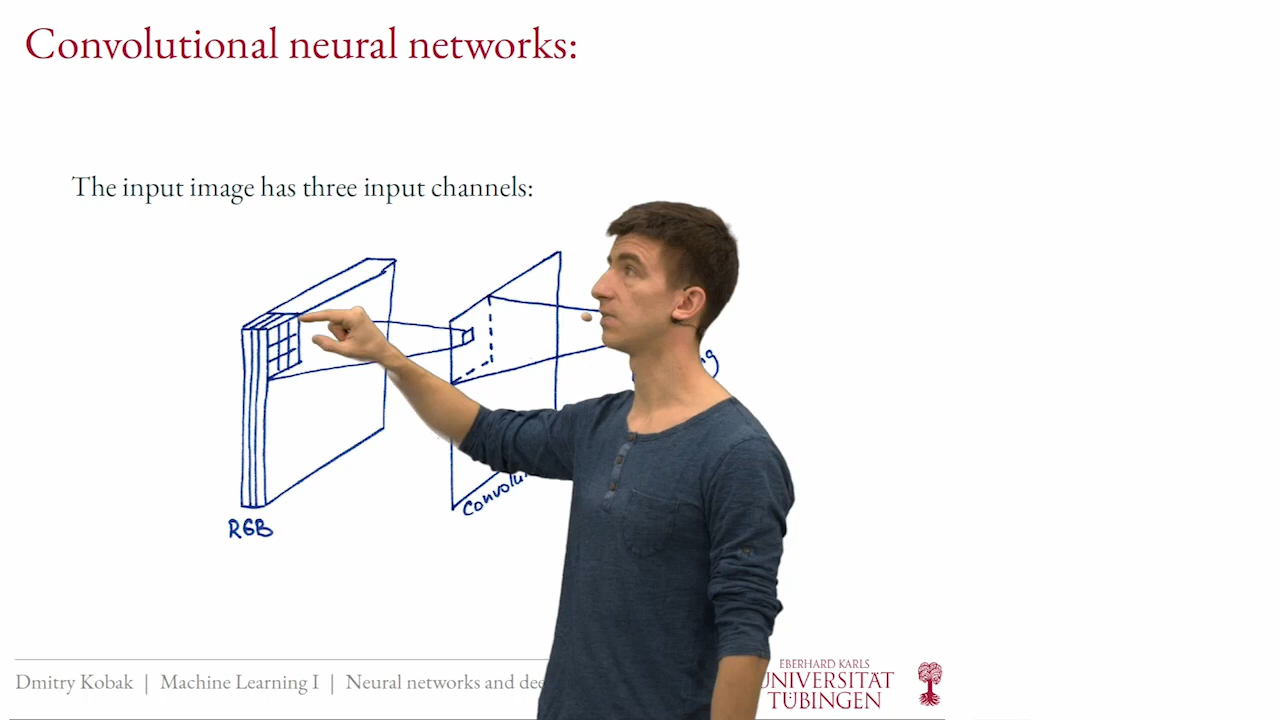 Convolutional neural networks:
The input image has three input channels:
RGB
Dmitry Kobak | Machine Learning I | Neural networks and
EBERHARD KARLS
UNIVERSITÄT
TÜBINGEN